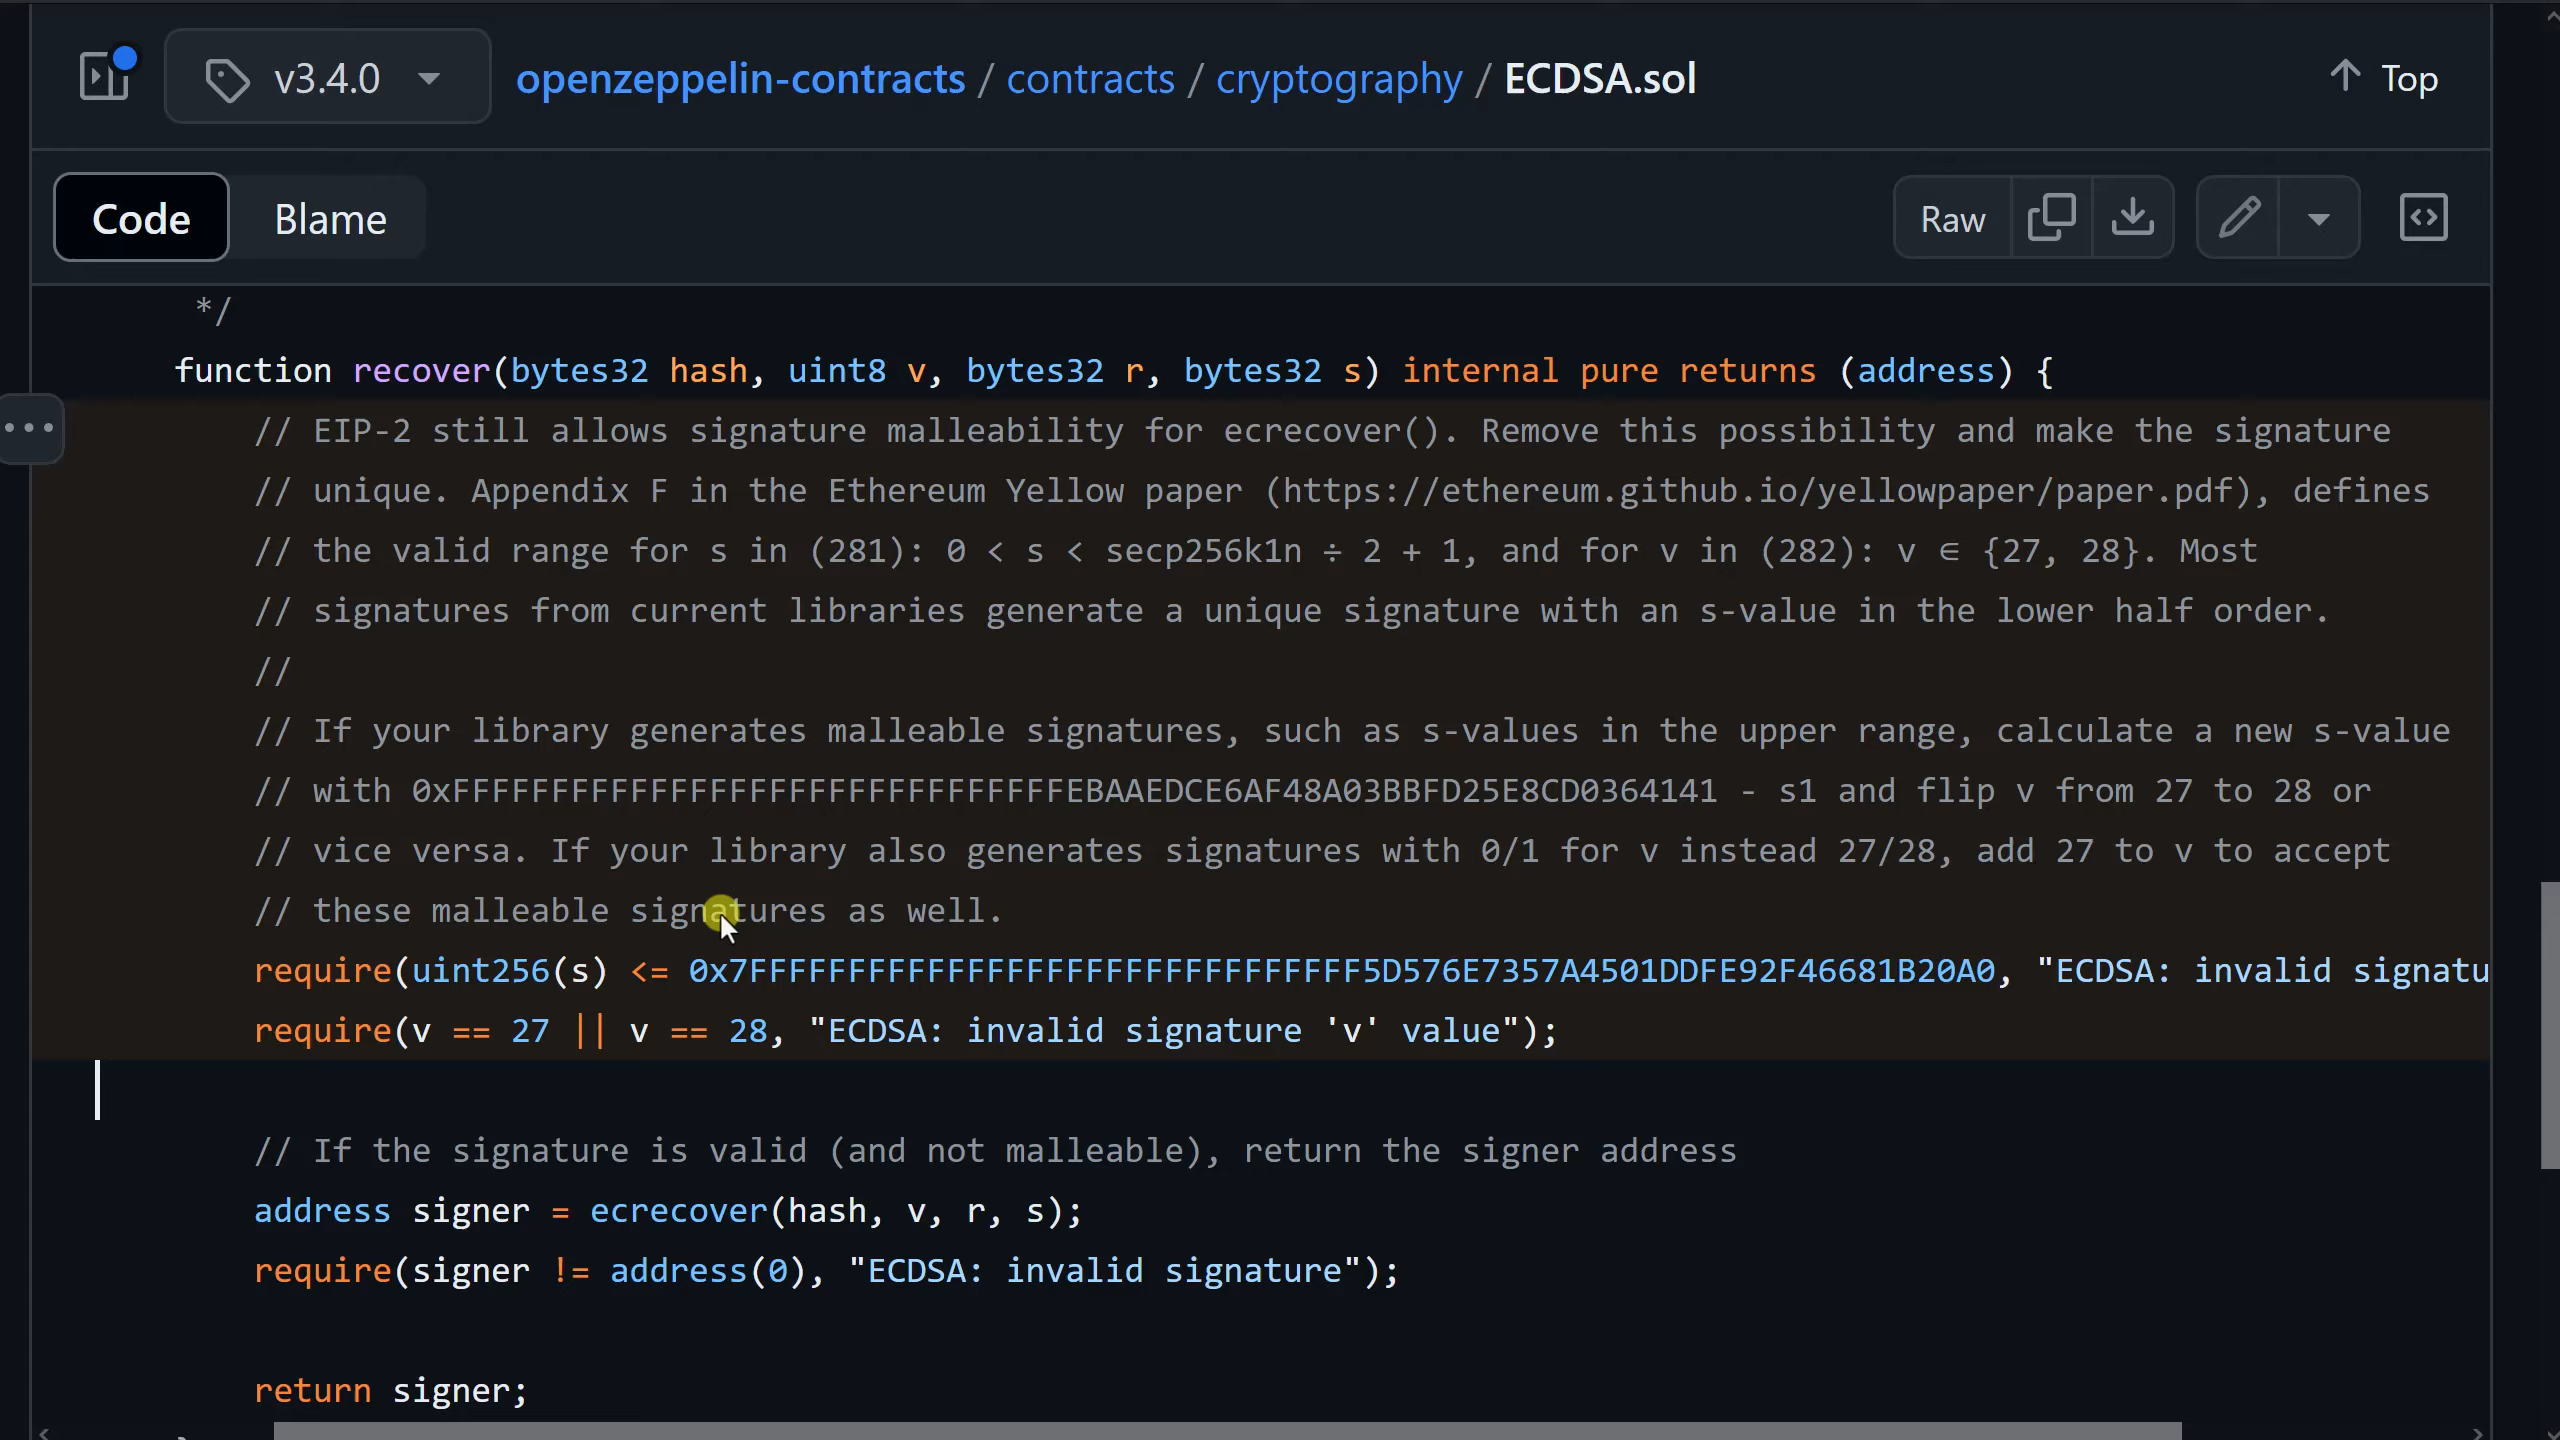 v3.4.0 openzeppelin-contracts / contracts / cryptography / ECDSA.sol Top
Code Blame Raw
*/
function recover(bytes32 hash, uint8 v, bytes32 r, bytes32 s) internal pure returns (address) {
// EIP-2 still allows signature malleability for ecrecover(). Remove this possibility and make the signature
// unique. Appendix F in the Ethereum Yellow paper (https://ethereum.github.io/yellowpaper/paper.pdf), defines
// the valid range for s in (281): 0 < s < secp256k1n ÷ 2 + 1, and for v in (282): v ∈ {27, 28}. Most
// signatures from current libraries generate a unique signature with an s-value in the lower half order.
//
// If your library generates malleable signatures, such as s-values in the upper range, calculate a new s-value
// with 0xFFFFFFFFFFFFFFFFFFFFFFFFFFFFFFFEBAAEDCE6AF48A03BBFD25E8CD0364141 - s1 and flip v from 27 to 28 or
// vice versa. If your library also generates signatures with 0/1 for v instead 27/28, add 27 to v to accept
// these malleable signatures as well.
require(uint256(s) <= 0x7FFFFFFFFFFFFFFFFFFFFFFFFFFFFFFF5D576E7357A4501DDFE92F46681B20A0, "ECDSA: invalid signatu
require(v == 27 || v == 28, "ECDSA: invalid signature 'v' value");
// If the signature is valid (and not malleable), return the signer address
address signer = ecrecover(hash, v, r, s);
require(signer != address(0), "ECDSA: invalid signature");
return signer;